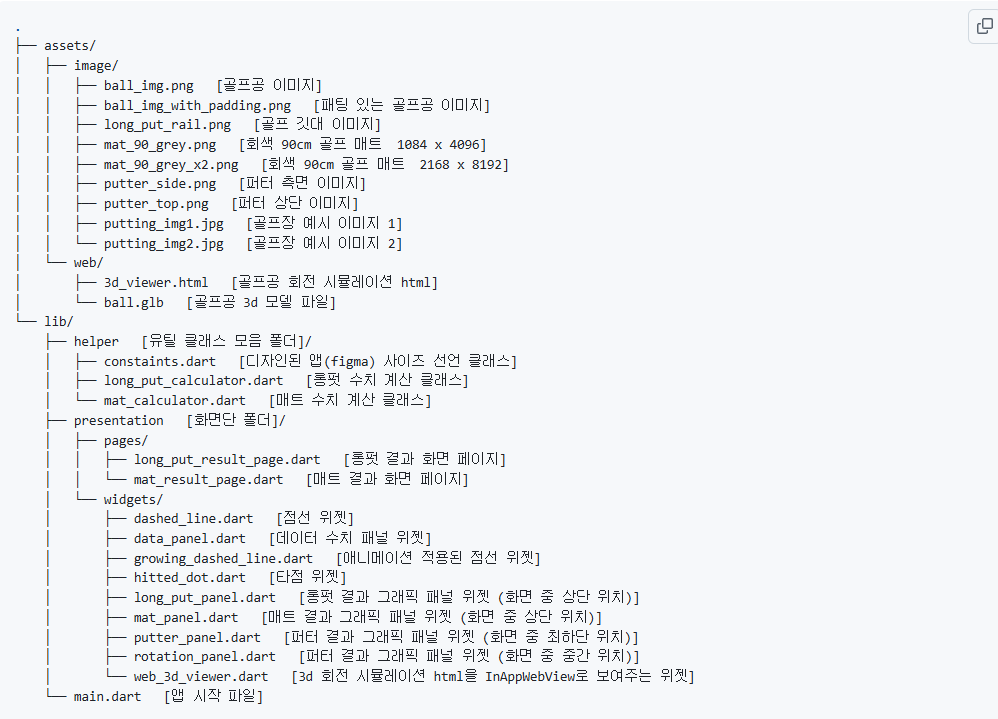 .
├── assets/
│   ├── image/
│   │   ├── ball_img.png   [골프공 이미지]
│   │   ├── ball_img_with_padding.png   [패팅 있는 골프공 이미지]
│   │   ├── long_put_rail.png   [골프 깃대 이미지]
│   │   ├── mat_90_grey.png   [회색 90cm 골프 매트  1084 x 4096]
│   │   ├── mat_90_grey_x2.png   [회색 90cm 골프 매트  2168 x 8192]
│   │   ├── putter_side.png   [퍼터 측면 이미지]
│   │   ├── putter_top.png   [퍼터 상단 이미지]
│   │   ├── putting_img1.jpg   [골프장 예시 이미지 1]
│   │   └── putting_img2.jpg   [골프장 예시 이미지 2]
│   └── web/
│       ├── 3d_viewer.html   [골프공 회전 시뮬레이션 html]
│       └── ball.glb   [골프공 3d 모델 파일]
└── lib/
    ├── helper   [유틸 클래스 모음 폴더]/
    │   ├── constaints.dart   [디자인된 앱(figma) 사이즈 선언 클래스]
    │   ├── long_put_calculator.dart   [롱펏 수치 계산 클래스]
    │   └── mat_calculator.dart   [매트 수치 계산 클래스]
    ├── presentation   [화면단 폴더]/
    │   ├── pages/
    │   │   ├── long_put_result_page.dart   [롱펏 결과 화면 페이지]
    │   │   └── mat_result_page.dart   [매트 결과 화면 페이지]
    │   └── widgets/
    │       ├── dashed_line.dart   [점선 위젯]
    │       ├── data_panel.dart   [데이터 수치 패널 위젯]
    │       ├── growing_dashed_line.dart   [애니메이션 적용된 점선 위젯]
    │       ├── hitted_dot.dart   [타점 위젯]
    │       ├── long_put_panel.dart   [롱펏 결과 그래픽 패널 위젯 (화면 중 상단 위치)]
    │       ├── mat_panel.dart   [매트 결과 그래픽 패널 위젯 (화면 중 상단 위치)]
    │       ├── putter_panel.dart   [퍼터 결과 그래픽 패널 위젯 (화면 중 최하단 위치)]
    │       ├── rotation_panel.dart   [퍼터 결과 그래픽 패널 위젯 (화면 중 중간 위치)]
    │       └── web_3d_viewer.dart   [3d 회전 시뮬레이션 html을 InAppWebView로 보여주는 위젯]
    └── main.dart   [앱 시작 파일]